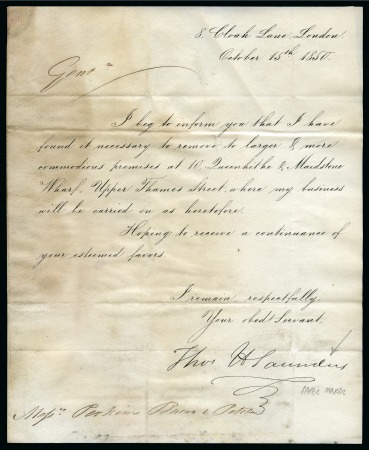 8, Cloak Lane, London.
October 15th 1850.
Gentn
I beg to inform you that I have
found it necessary to remove to larger & more
commodious premises at 10, Queenhithe & Maidstone
Wharf, Upper Thames Street, where my business
will be carried on as heretofore.
Hoping to receive a continuance of
your esteemed favors.
I remain respectfully,
Your obedt Servant.
Thos H Saunders
PAPER MAKER
Messrs Perkins Bacon & Petch